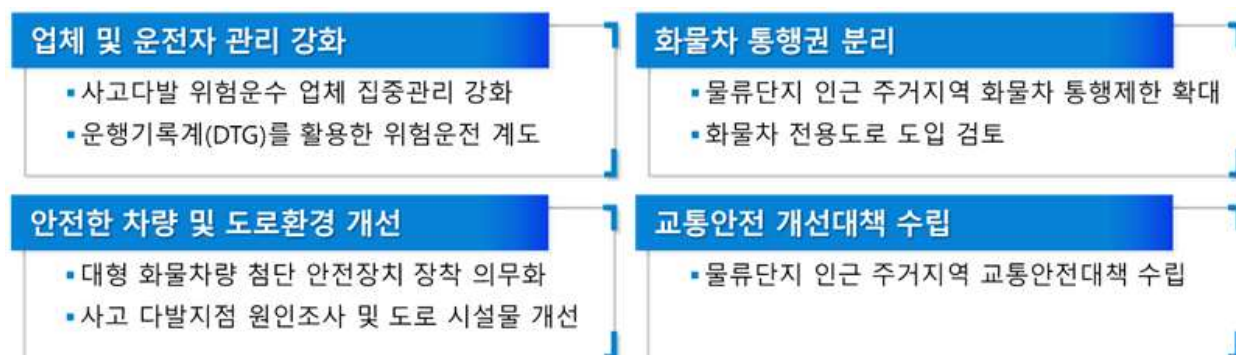 업체 및 운전자 관리 강화
▪사고다발 위험운수 업체 집중관리 강화
▪운행기록계(DTG)를 활용한 위험운전 계도
화물차 통행권 분리
▪물류단지 인근 주거지역 화물차 통행제한 확대
▪화물차 전용도로 도입 검토
안전한 차량 및 도로환경 개선
▪대형 화물차량 첨단 안전장치 장착 의무화
▪사고 다발지점 원인조사 및 도로 시설물 개선
교통안전 개선대책 수립
▪물류단지 인근 주거지역 교통안전대책 수립